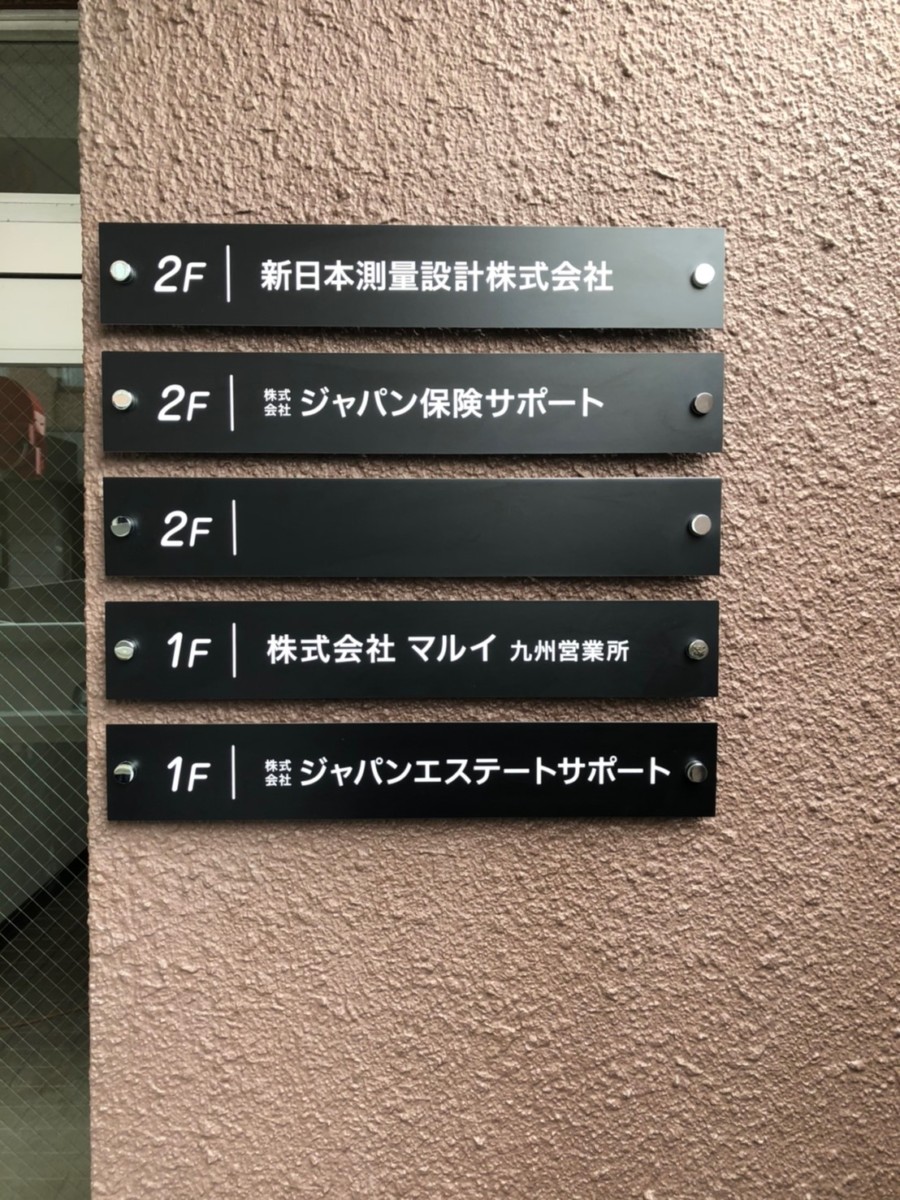 2F | 新日本測量設計株式会社
2F | 株式会社 ジャパン保険サポート
2F |
1F | 株式会社 マルイ 九州営業所
1F | 株式会社 ジャパンエステートサポート